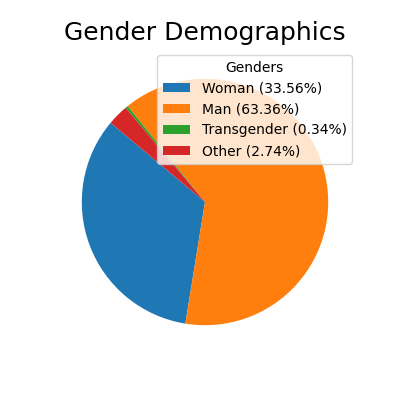 Gender Demographics
Genders
Woman (33.56%)
Man (63.36%)
Transgender (0.34%)
Other (2.74%)